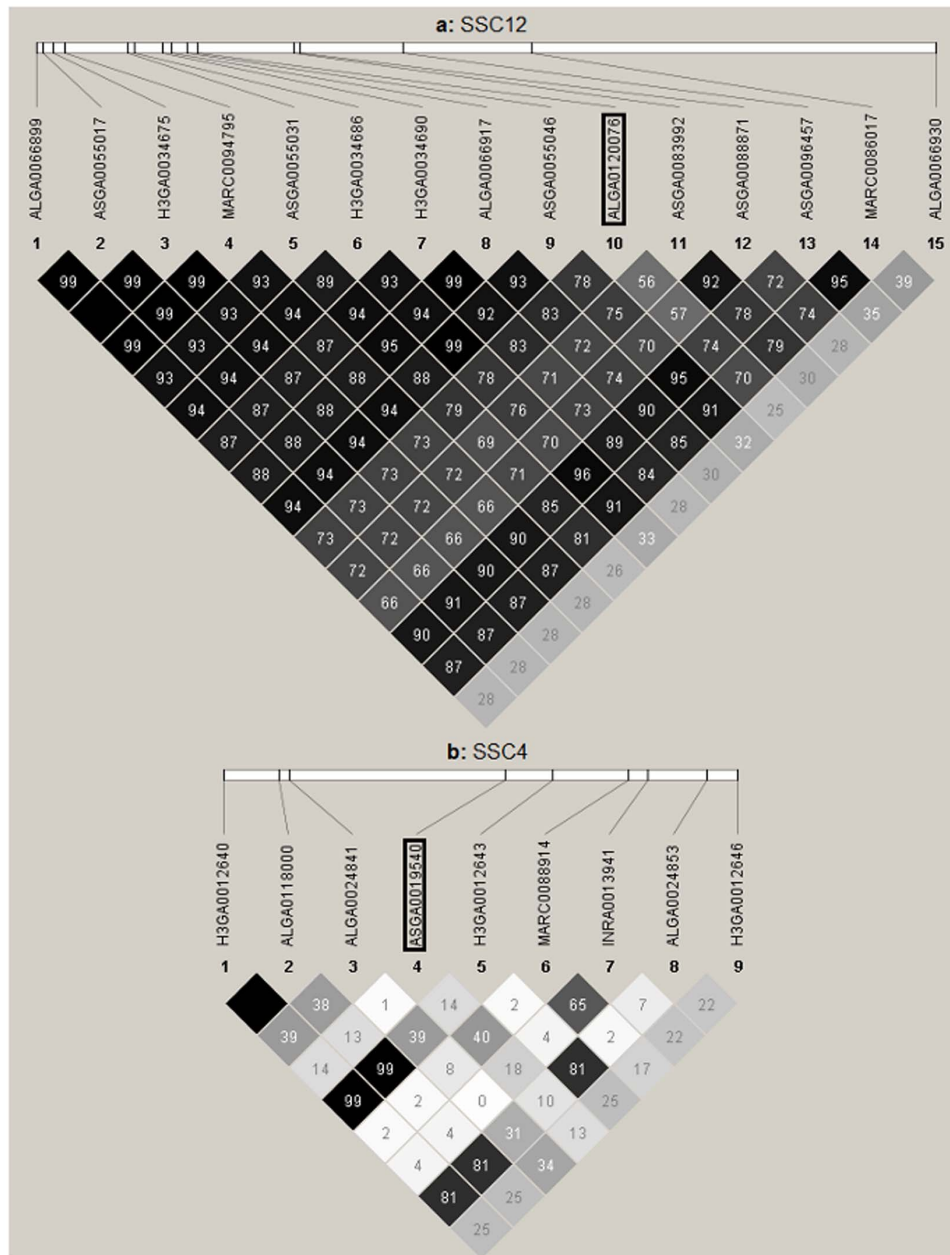 a: SSC12
ALGA0066899
ASGA0055017
H3GA0034675
MARC0094795
ASGA0055031
H3GA0034686
H3GA0034690
ALGA0066917
ASGA0055046
ALGA0120076
ASGA0083992
ASGA0088871
ASGA0096457
MARC0086017
ALGA0066930
1 2 3 4 5 6 7 8 9 10 11 12 13 14 15
99 99 99 93 89 93 99 93 78 56 92 72 95 39
99 93 94 94 94 92 83 75 57 78 74 35
99 93 94 87 95 99 83 72 70 74 79 28
93 94 87 88 88 78 71 74 95 70 30
94 87 88 94 79 76 73 90 91 25
87 88 94 73 69 70 89 85 32
88 94 73 72 71 96 84 30
94 73 72 66 85 91 28
73 72 66 90 81 33
72 66 90 87 26
66 91 87 28
90 87 28
87 28
28
b: SSC4
H3GA0012640
ALGA0118000
ALGA0024841
ASGA0019540
H3GA0012643
MARC0088914
INRA0013941
ALGA0024853
H3GA0012646
1 2 3 4 5 6 7 8 9
38 1 14 2 65 7 22
39 13 39 40 4 2 22
14 99 8 18 81 17
99 2 0 10 25
2 4 31 13
4 81 34
81 25
25